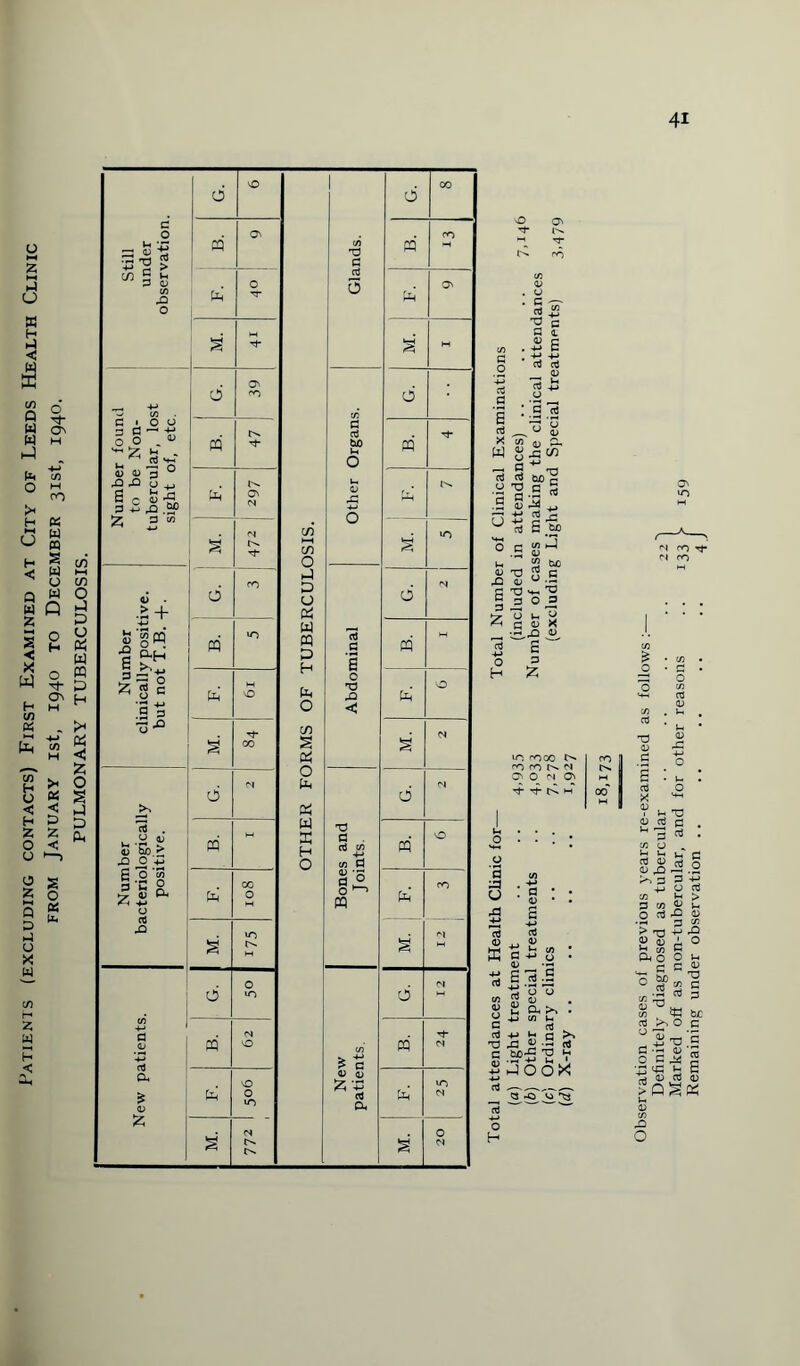 41
PATIENTS (EXCLUDING CONTACTS) FIRST EXAMINED AT CITY OF LEEDS HEALTH CLINIC
FROM JANUARY 1ST, 1940 TO DECEMBER 31ST, 1940.
PULMONARY TUBERCULOSIS.
New patients. | Number bacteriologically positive. | Number clinically positive. but not T.B. +. | Number found to be Non-tubercular, lost sight of, etc. | Still under observation.
M. F. B. G. | M. F. B. G. | M. F. B. G. | M. F. B. G. | M. F. B. G.
772 506 62 50 | 175 108 1 2 | 84 61 5 3 | 472 297 47 39 | 41 40 9 6
OTHER FORMS OF TUBERCULOSIS.
New patients. | Bones and Joints. | Abdominal | Other Organs. | Glands.
M. F. B. G. | M. F. B. G. | M. F. B. G. | M. F. B. G. | M. F. B. G.
20 25 24 12 | 12 3 6 2 | 2 6 1 2 | 5 7 4 .. | 1 9 13 8
Total attendances at Health Clinic for—
(a) Light treatment .. .. 4,935
(b) Other special treatments .. 4,033
(c) Ordinary clinics .. .. 7,278
(d) X-ray .. .. .. .. 1,927
18,173
Total Number of Clinical Examinations
(included in attendances) .. .. .. 7,146
Number of cases making the clinical attendances
(excluding Light and Special treatments) 3,479
Observation cases of previous years re-examined as follows:—
Definitely diagnosed as tubercular .. .. .. 22
Marked off as non-tubercular, and for other reasons .. 133 } 159
Remaining under observation .. .. .. .. 4